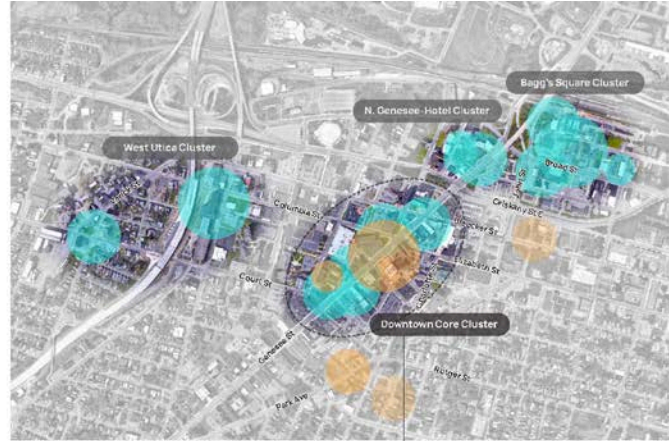 Bagg's Square Cluster
N. Genesee-Hotel Cluster
West Utica Cluster
Broad St
Columbia St
Oriskany St E
Elizabeth St
Court St
Downtown Core Cluster
Genesee St
Rutger St
Park Ave